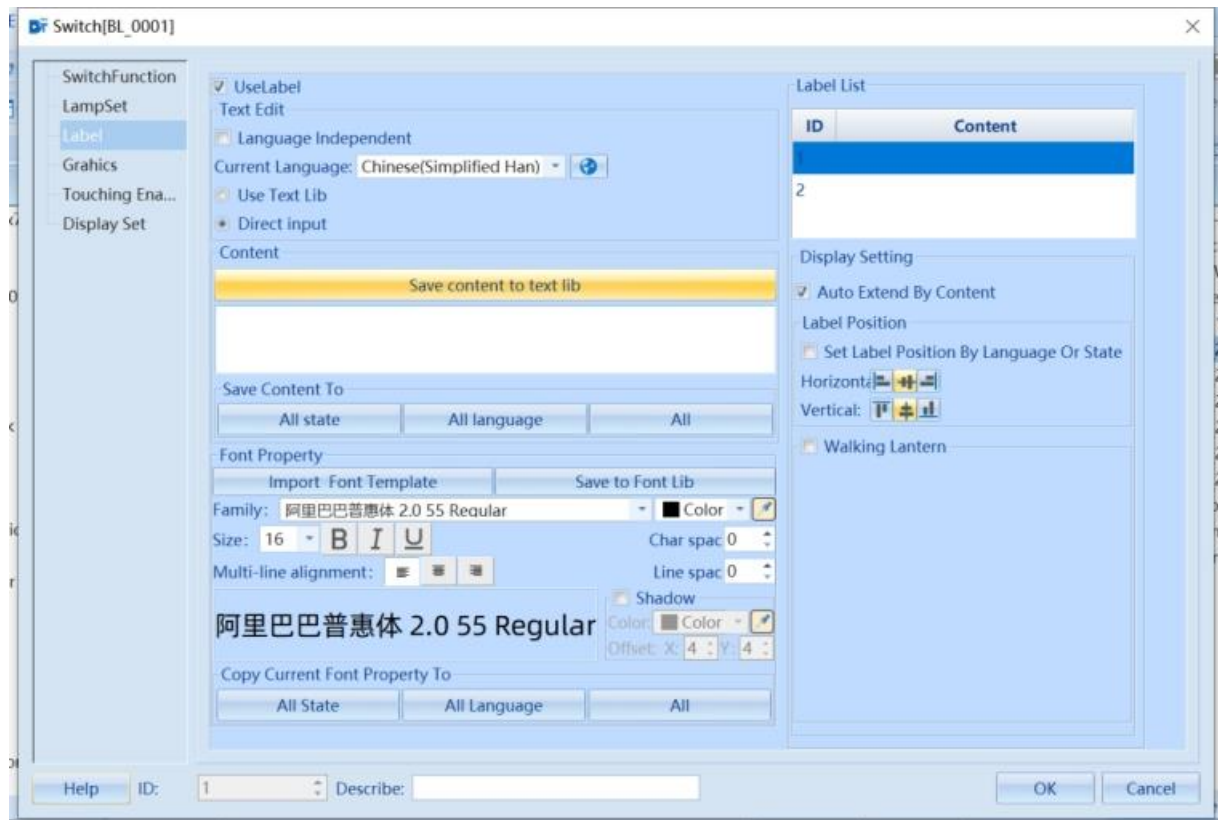 Switch[BL_0001]
SwitchFunction
LampSet
Label
Grahics
Touching Ena...
Display Set
UseLabel
Text Edit
Language Independent
Current Language: Chinese(Simplified Han)
Use Text Lib
Direct input
Content
Save content to text lib
Save Content To
All state All language All
Font Property
Import Font Template Save to Font Lib
Family: 阿里巴巴普惠体 2.0 55 Regular Color
Size: 16 B I U Char spac 0
Multi-line alignment: Line spac 0
阿里巴巴普惠体 2.0 55 Regular
Shadow
Color: Color
Offset: X: 4 Y: 4
Copy Current Font Property To
All State All Language All
Label List
ID Content
1
2
Display Setting
Auto Extend By Content
Label Position
Set Label Position By Language Or State
Horizonta
Vertical:
Walking Lantern
Help ID: 1 Describe: OK Cancel